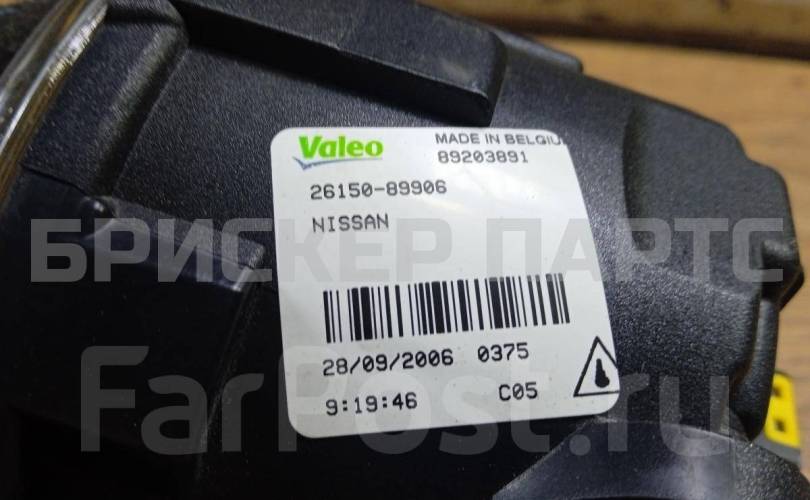 Valeo
MADE IN BELGIU
89203891
26150-89906
NISSAN
БРИСКЕР ПАРТС
28/09/2006 0375
9:19:46 C05
FarPost.ru